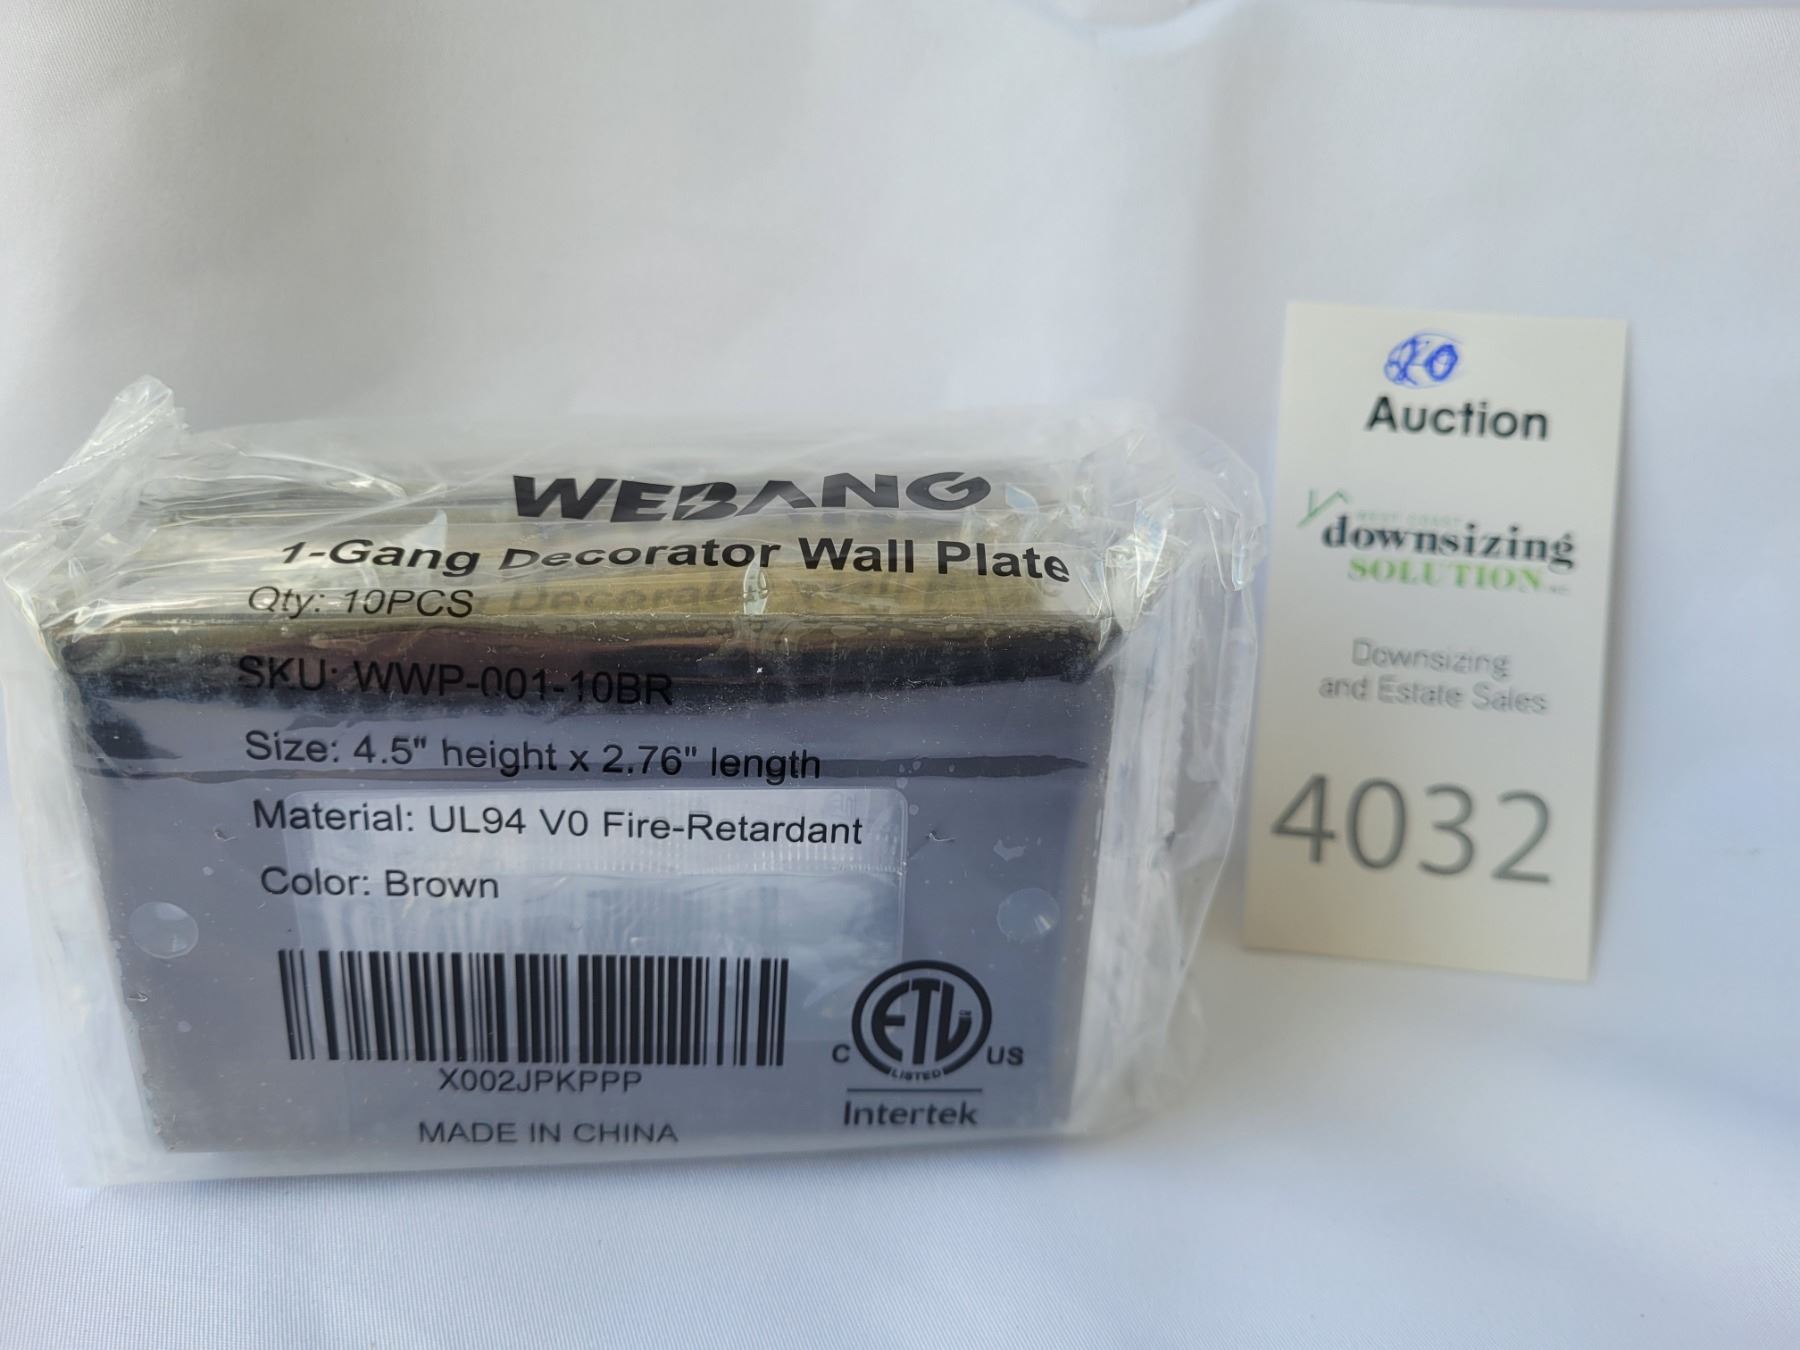 WEBANG
1-Gang Decorator Wall Plate
Qty: 10PCS
SKU: WWP-001-10BR
Size: 4.5" height x 2.76" length
Material: UL94 V0 Fire-Retardant
Color: Brown
X002JPKPPP
MADE IN CHINA
ETL
C US
LISTED
Intertek
Auction
WEST COAST
downsizing
SOLUTION
Downsizing
and Estate Sales
4032